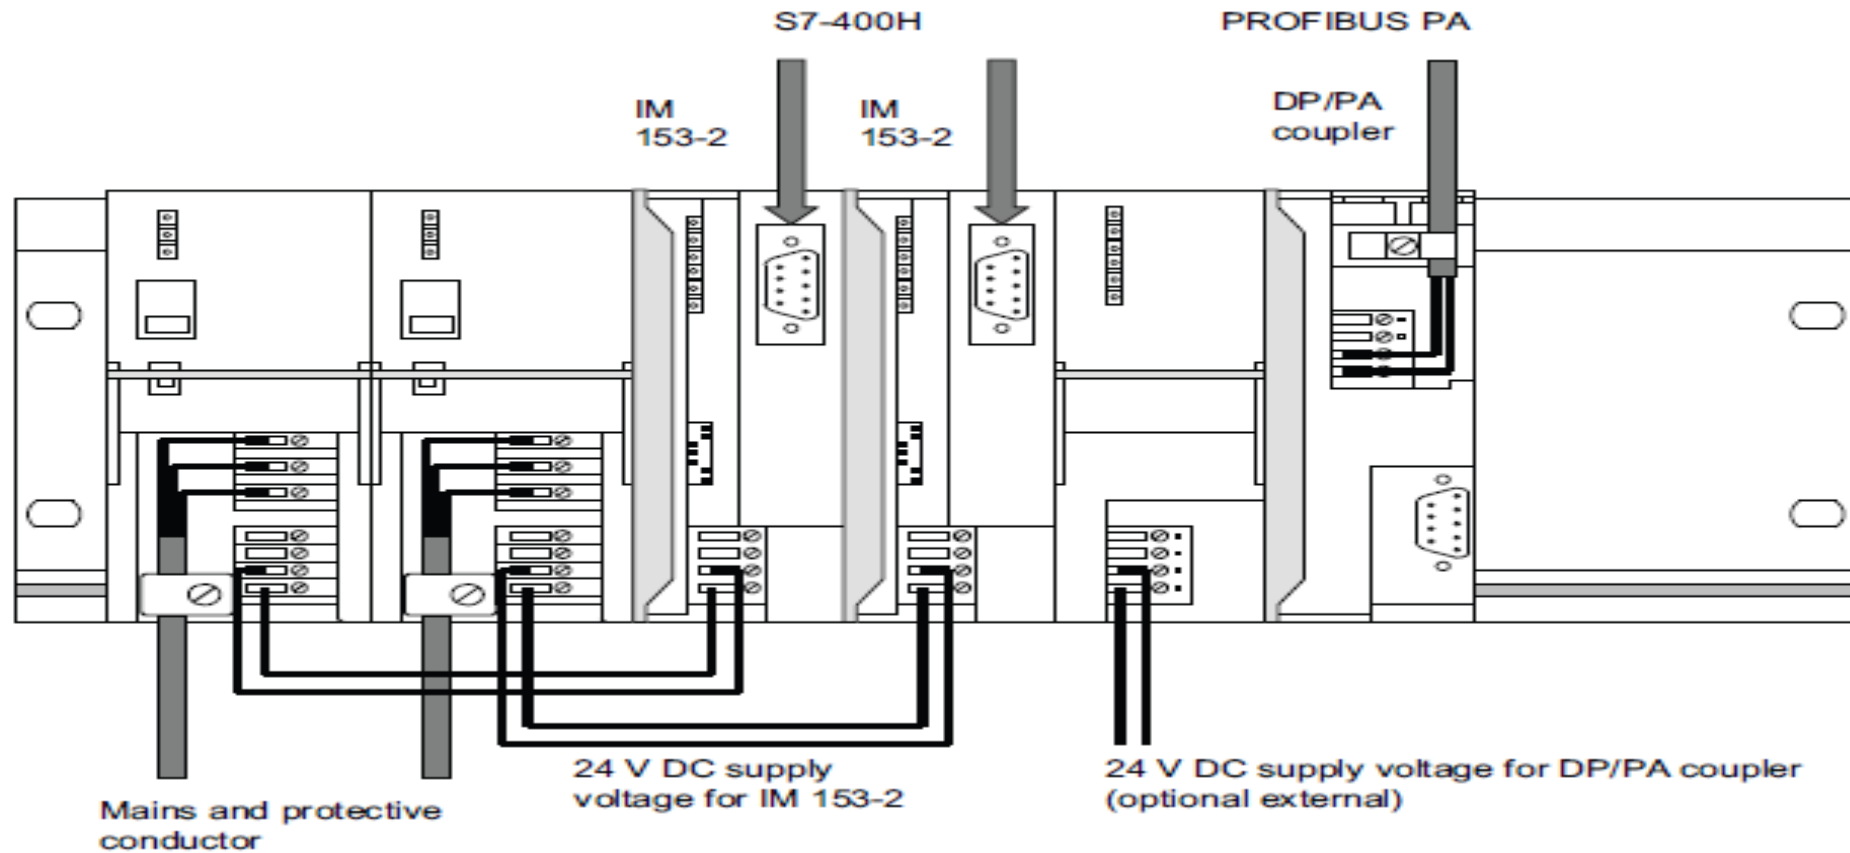 S7-400H
PROFIBUS PA
IM
153-2
IM
153-2
DP/PA
coupler
24 V DC supply
voltage for IM 153-2
24 V DC supply voltage for DP/PA coupler
(optional external)
Mains and protective
conductor